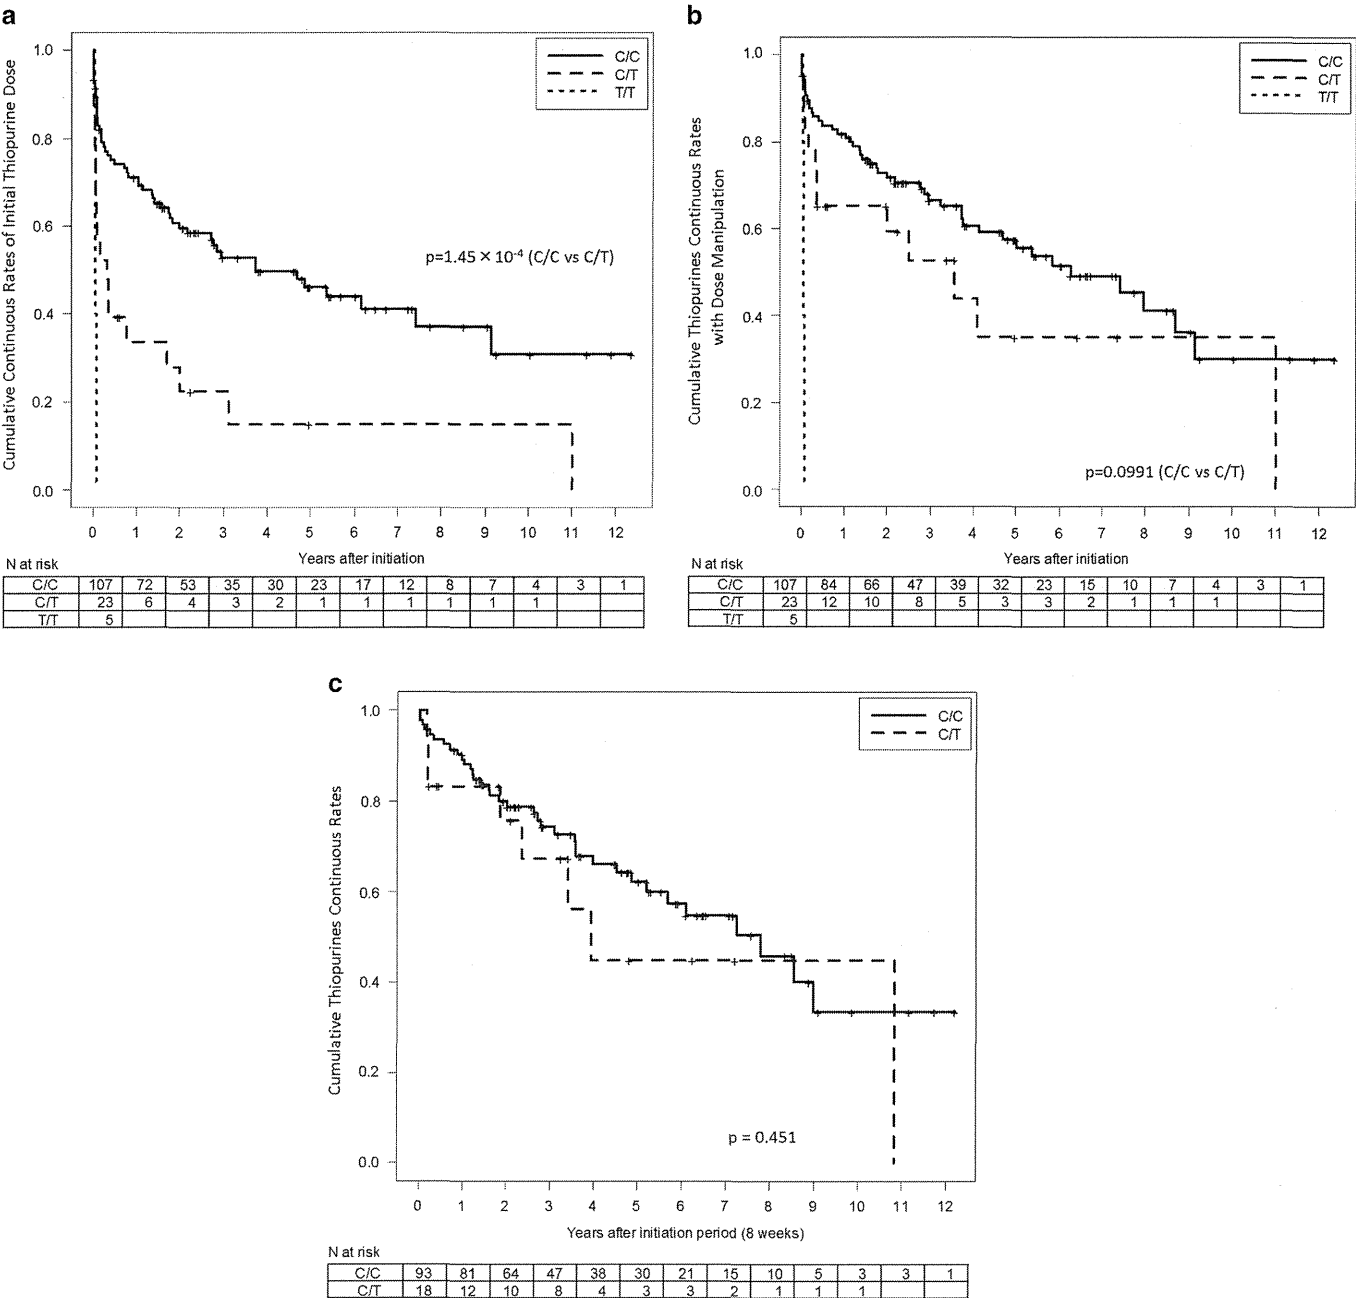 a
Cumulative Continuous Rates of Initial Thiopurine Dose
1.0
0.8
0.6
0.4
0.2
0.0
C/C
C/T
T/T
p=1.45×10-4 (C/C vs C/T)
0 1 2 3 4 5 6 7 8 9 10 11 12
Years after initiation
N at risk
C/C 107 72 53 35 30 23 17 12 8 7 4 3 1
C/T 23 6 4 3 2 1 1 1 1 1 1
T/T 5
b
Cumulative Thiopurines Continuous Rates
with Dose Manipulation
1.0
0.8
0.6
0.4
0.2
0.0
C/C
C/T
T/T
p=0.0991 (C/C vs C/T)
0 1 2 3 4 5 6 7 8 9 10 11 12
Years after initiation
N at risk
C/C 107 84 66 47 39 32 23 15 10 7 4 3 1
C/T 23 12 10 8 5 3 3 2 1 1 1
T/T 5
c
Cumulative Thiopurines Continuous Rates
1.0
0.8
0.6
0.4
0.2
0.0
C/C
C/T
p = 0.451
0 1 2 3 4 5 6 7 8 9 10 11 12
Years after initiation period (8 weeks)
N at risk
C/C 93 81 64 47 38 30 21 15 10 5 3 3 1
C/T 18 12 10 8 4 3 3 2 1 1 1